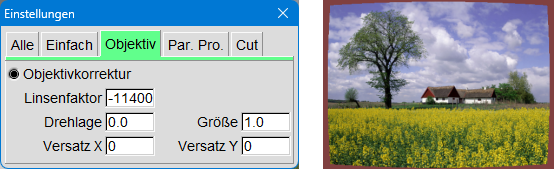 Einstellungen
Alle Einfach Objektiv Par. Pro. Cut
Objektivkorrektur
Linsenfaktor -11400
Drehlage 0.0 Größe 1.0
Versatz X 0 Versatz Y 0